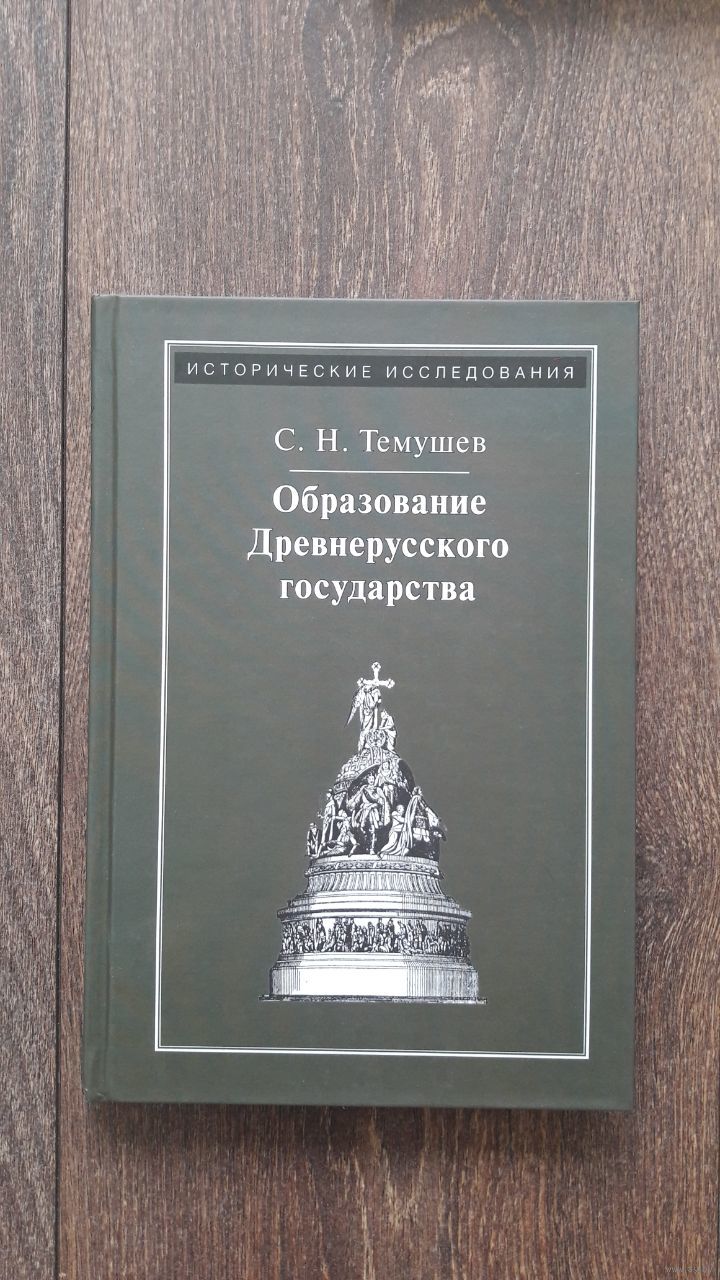 ИСТОРИЧЕСКИЕ ИССЛЕДОВАНИЯ
С. Н. Темушев
Образование
Древнерусского
государства